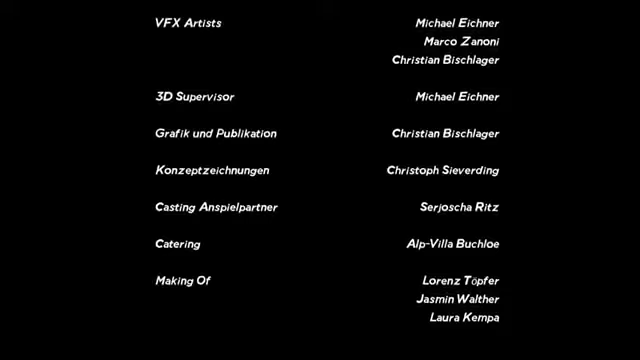 VFX Artists Michael Eichner
Marco Zanoni
Christian Bischlager
3D Supervisor Michael Eichner
Grafik und Publikation Christian Bischlager
Konzeptzeichnungen Christoph Sieverding
Casting Anspielpartner Serjoscha Ritz
Catering Alp-Villa Buchloe
Making Of Lorenz Töpfer
Jasmin Walther
Laura Kempa